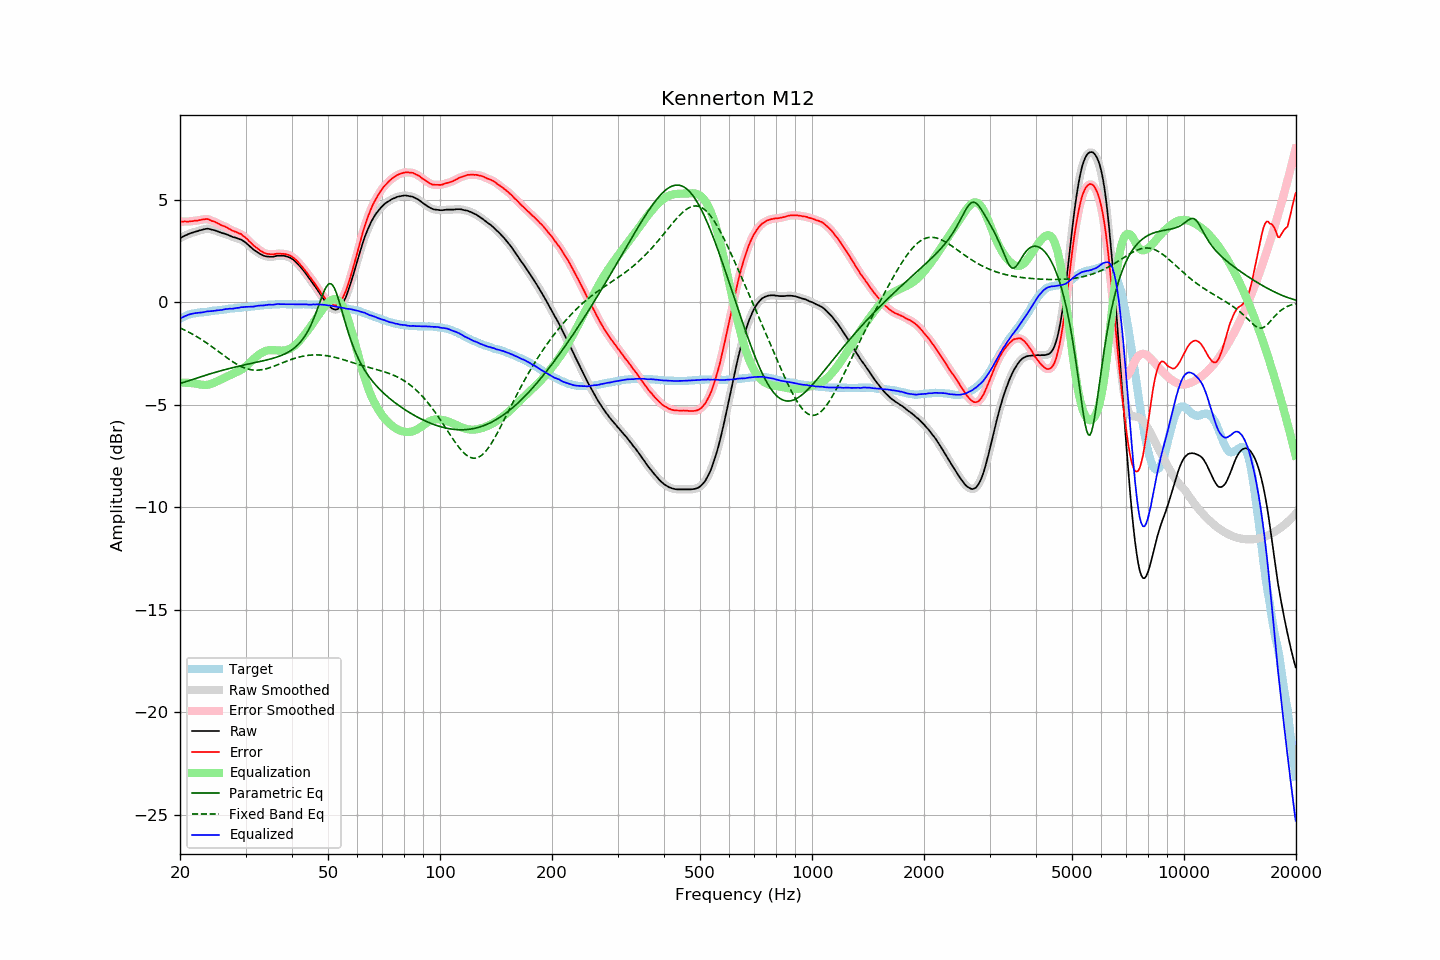 Kennerton M12
Amplitude (dBr)
5
0
−5
−10
−15
−20
−25
Target
Raw Smoothed
Error Smoothed
Raw
Error
Equalization
Parametric Eq
Fixed Band Eq
Equalized
20 50 100 200 500 1000 2000 5000 10000 20000
Frequency (Hz)